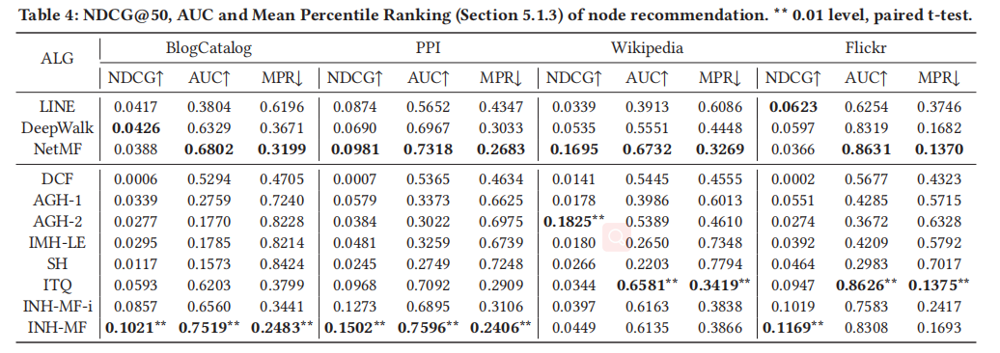 Table 4: NDCG@50, AUC and Mean Percentile Ranking (Section 5.1.3) of node recommendation. ** 0.01 level, paired t-test.
ALG BlogCatalog PPI Wikipedia Flickr
NDCG↑ AUC↑ MPR↓ NDCG↑ AUC↑ MPR↓ NDCG↑ AUC↑ MPR↓ NDCG↑ AUC↑ MPR↓
LINE 0.0417 0.3804 0.6196 0.0874 0.5652 0.4347 0.0339 0.3913 0.6086 0.0623 0.6254 0.3746
DeepWalk 0.0426 0.6329 0.3671 0.0690 0.6967 0.3033 0.0535 0.5551 0.4448 0.0597 0.8319 0.1682
NetMF 0.0388 0.6802 0.3199 0.0981 0.7318 0.2683 0.1695 0.6732 0.3269 0.0366 0.8631 0.1370
DCF 0.0006 0.5294 0.4705 0.0007 0.5365 0.4634 0.0141 0.5445 0.4555 0.0002 0.5677 0.4323
AGH-1 0.0339 0.2759 0.7240 0.0579 0.3373 0.6625 0.0178 0.3986 0.6013 0.0551 0.4285 0.5715
AGH-2 0.0277 0.1770 0.8228 0.0384 0.3022 0.6975 0.1825** 0.5389 0.4610 0.0274 0.3672 0.6328
IMH-LE 0.0295 0.1785 0.8214 0.0481 0.3259 0.6739 0.0180 0.2650 0.7348 0.0392 0.4209 0.5792
SH 0.0117 0.1573 0.8424 0.0245 0.2749 0.7248 0.0266 0.2203 0.7794 0.0464 0.2983 0.7017
ITQ 0.0593 0.6203 0.3799 0.0968 0.7092 0.2909 0.0344 0.6581** 0.3419** 0.0947 0.8626** 0.1375**
INH-MF-i 0.0857 0.6560 0.3441 0.1273 0.6895 0.3106 0.0397 0.6163 0.3838 0.1019 0.7583 0.2417
INH-MF 0.1021** 0.7519** 0.2483** 0.1502** 0.7596** 0.2406** 0.0449 0.6135 0.3866 0.1169** 0.8308 0.1693